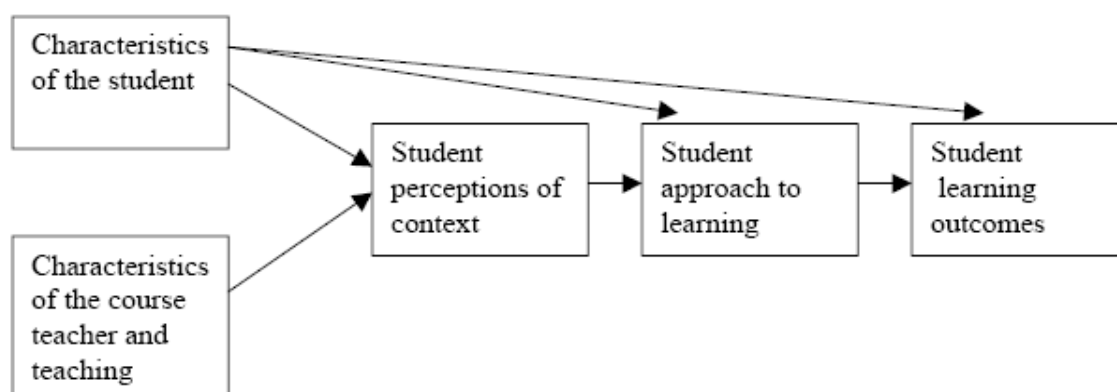 Characteristics
of the student
Student
perceptions of
context
Student
approach to
learning
Student
learning
outcomes
Characteristics
of the course
teacher and
teaching